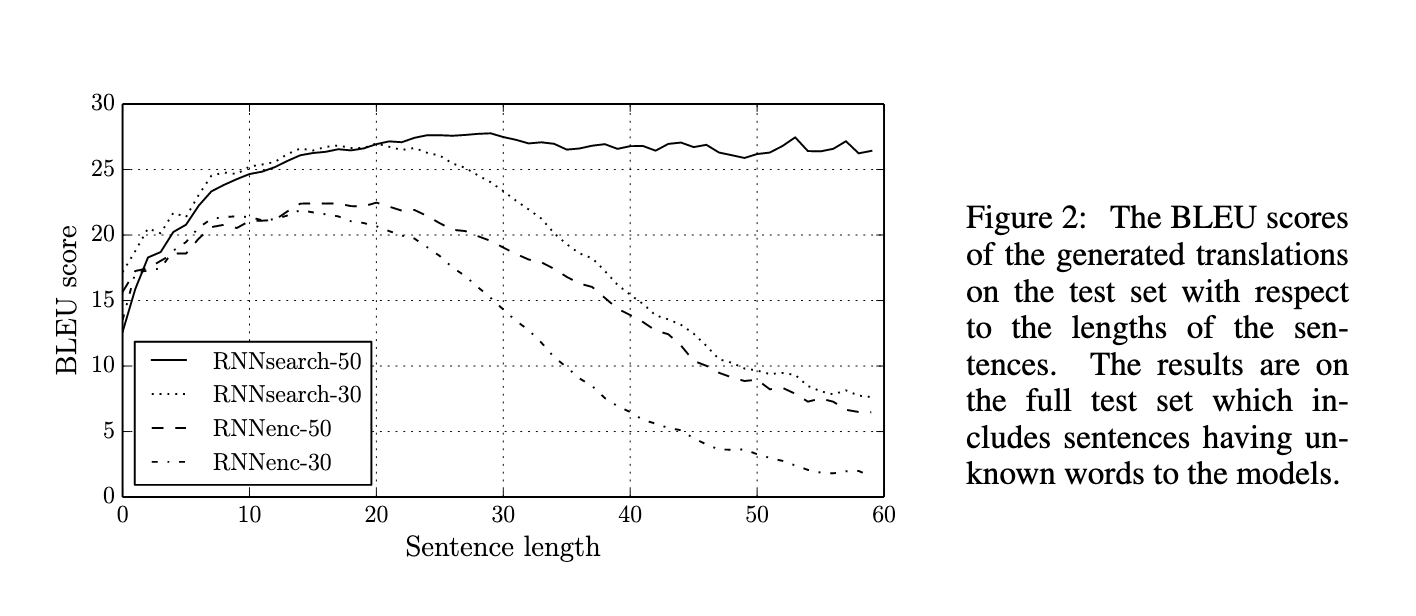 30
25
20
15
10
5
0
BLEU score
RNNsearch-50
RNNsearch-30
RNNenc-50
RNNenc-30
0 10 20 30 40 50 60
Sentence length
Figure 2: The BLEU scores
of the generated translations
on the test set with respect
to the lengths of the sen-
tences. The results are on
the full test set which in-
cludes sentences having un-
known words to the models.